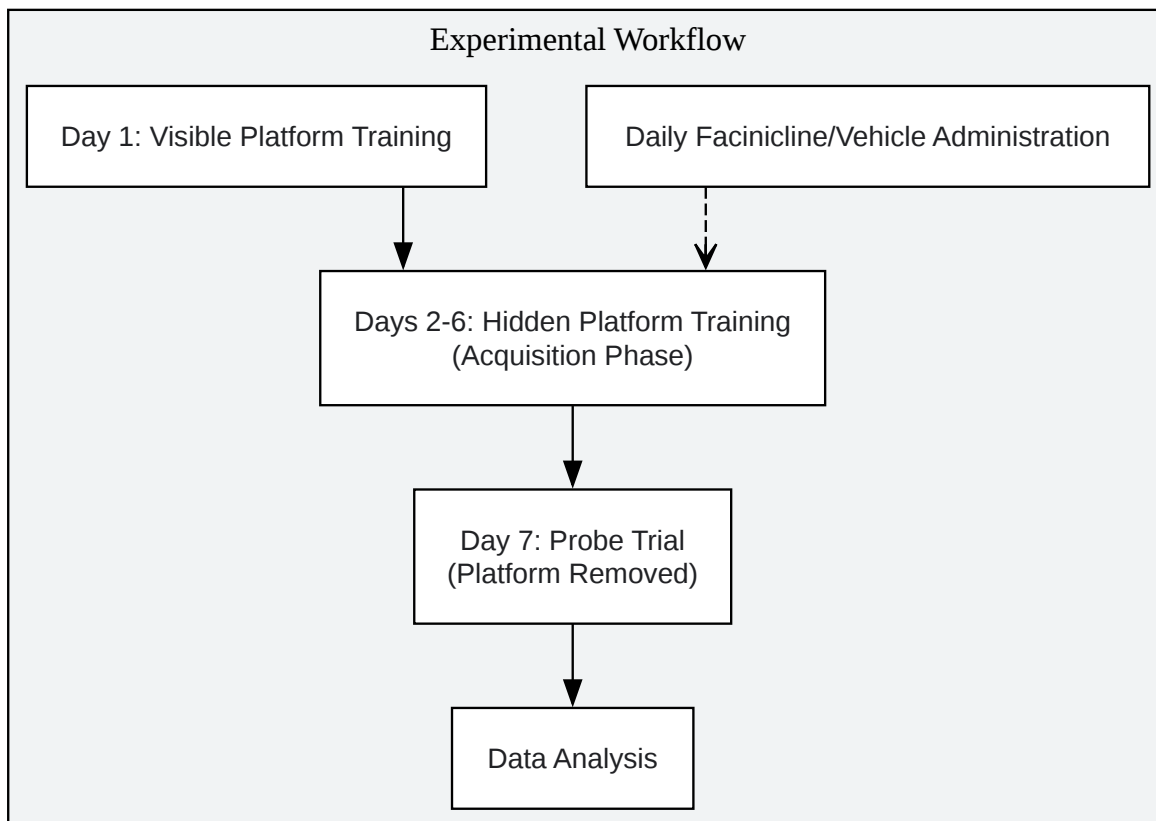 Experimental Workflow
Day 1: Visible Platform Training
Daily Facinicline/Vehicle Administration
Days 2-6: Hidden Platform Training
(Acquisition Phase)
Day 7: Probe Trial
(Platform Removed)
Data Analysis